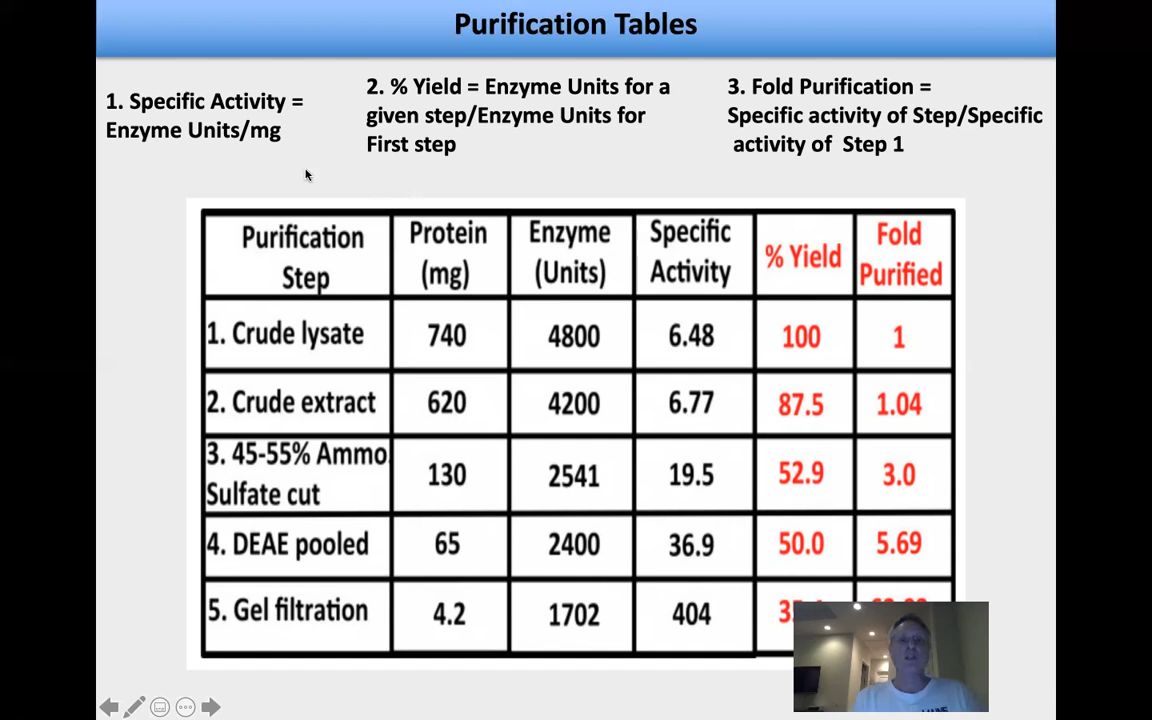 Purification Tables
1. Specific Activity =
Enzyme Units/mg
2. % Yield = Enzyme Units for a
given step/Enzyme Units for
First step
3. Fold Purification =
Specific activity of Step/Specific
activity of Step 1
Purification
Step
Protein
(mg)
Enzyme
(Units)
Specific
Activity
% Yield
Fold
Purified
1. Crude lysate 740 4800 6.48 100 1
2. Crude extract 620 4200 6.77 87.5 1.04
3. 45-55% Ammo
Sulfate cut
130 2541 19.5 52.9 3.0
4. DEAE pooled 65 2400 36.9 50.0 5.69
5. Gel filtration 4.2 1702 404